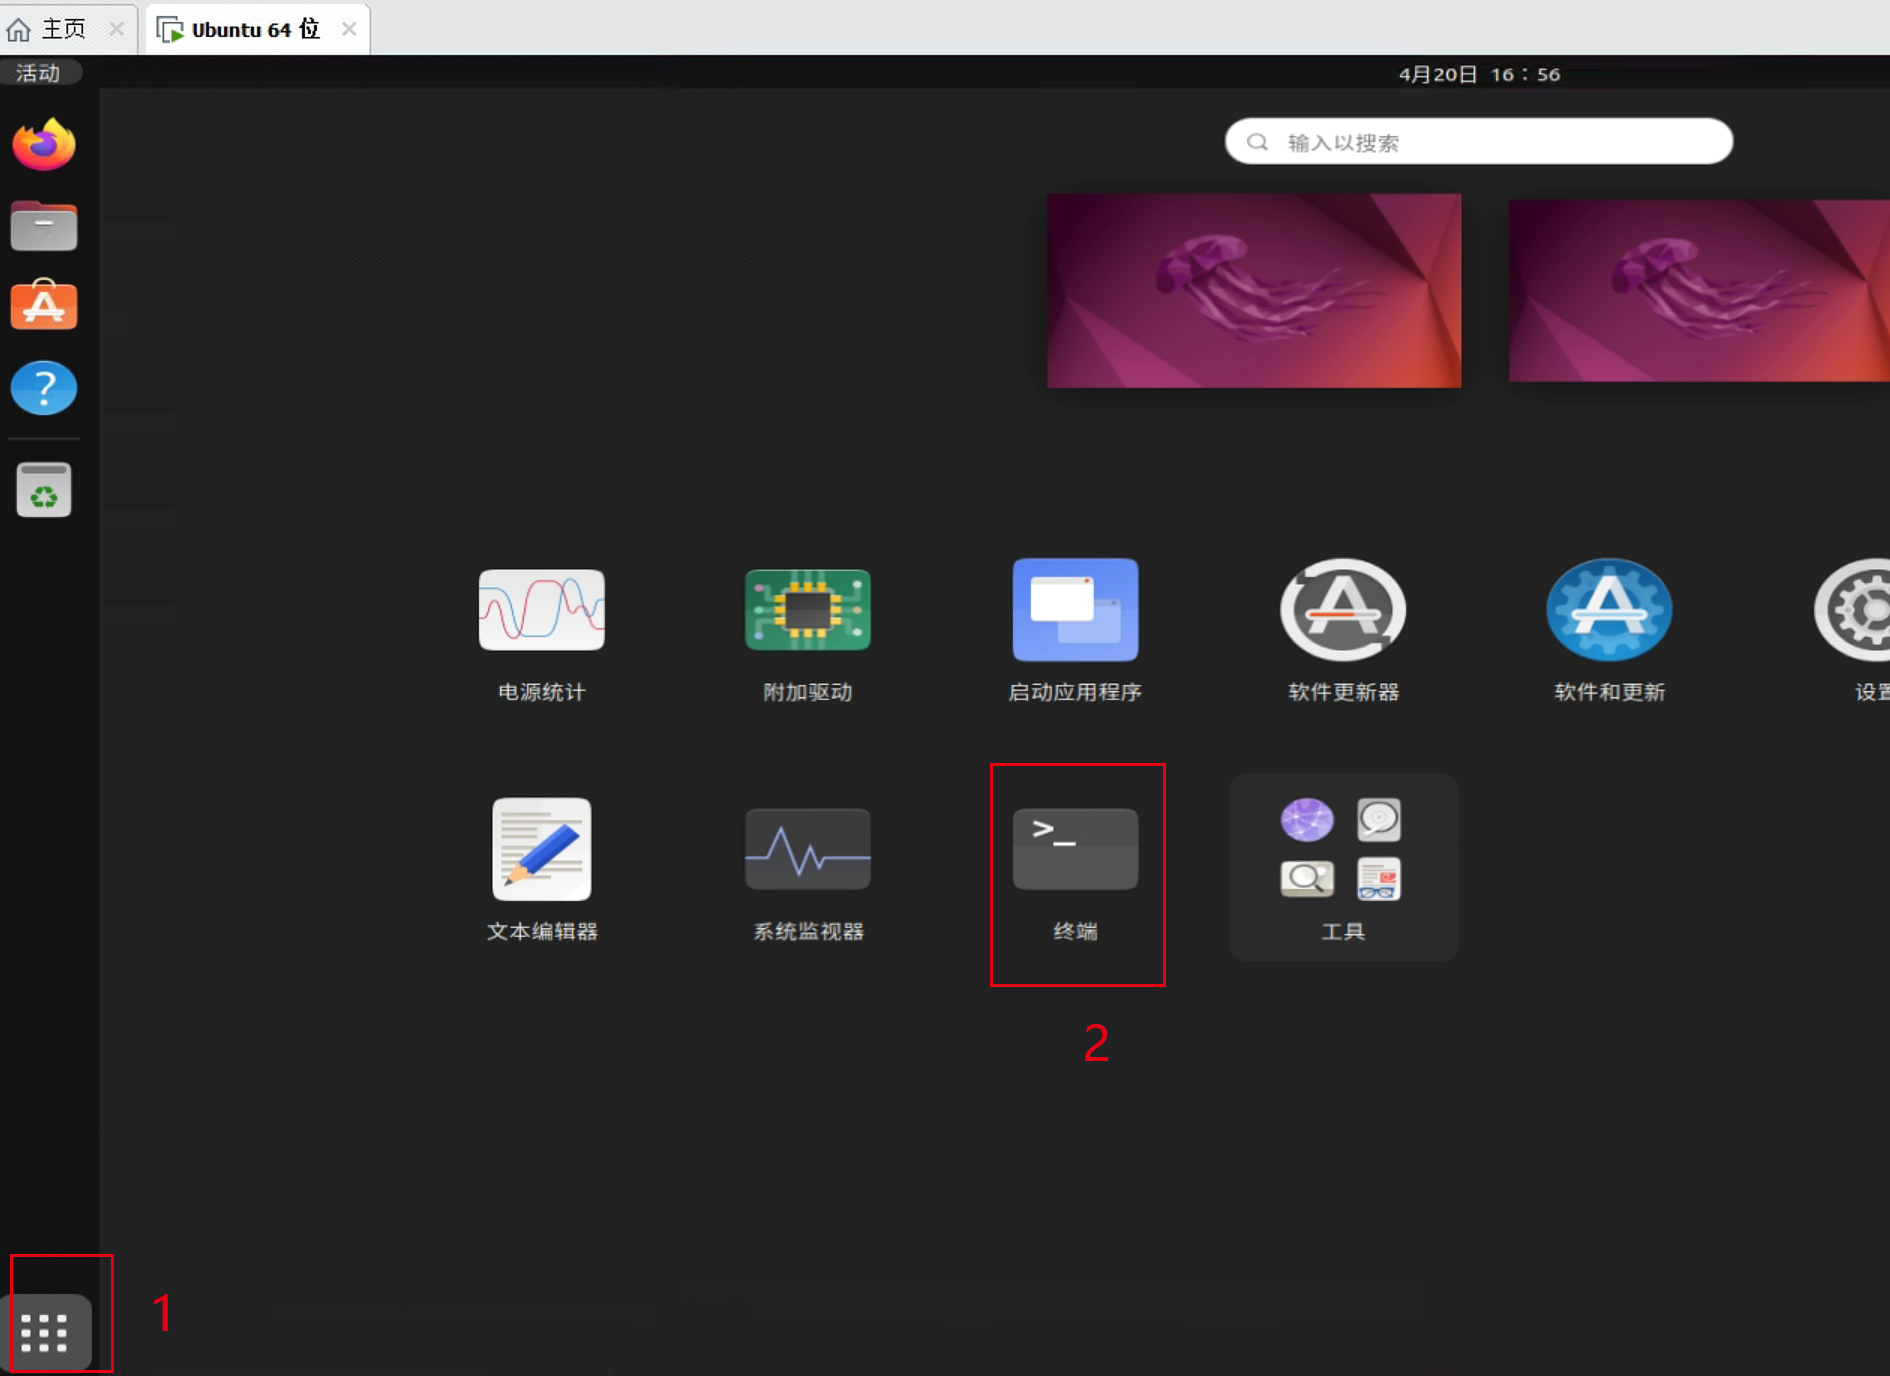 主页
Ubuntu 64 位
活动
4月20日 16：56
输入以搜索
电源统计
附加驱动
启动应用程序
软件更新器
软件和更新
设置
文本编辑器
系统监视器
>_
终端
工具
2
1